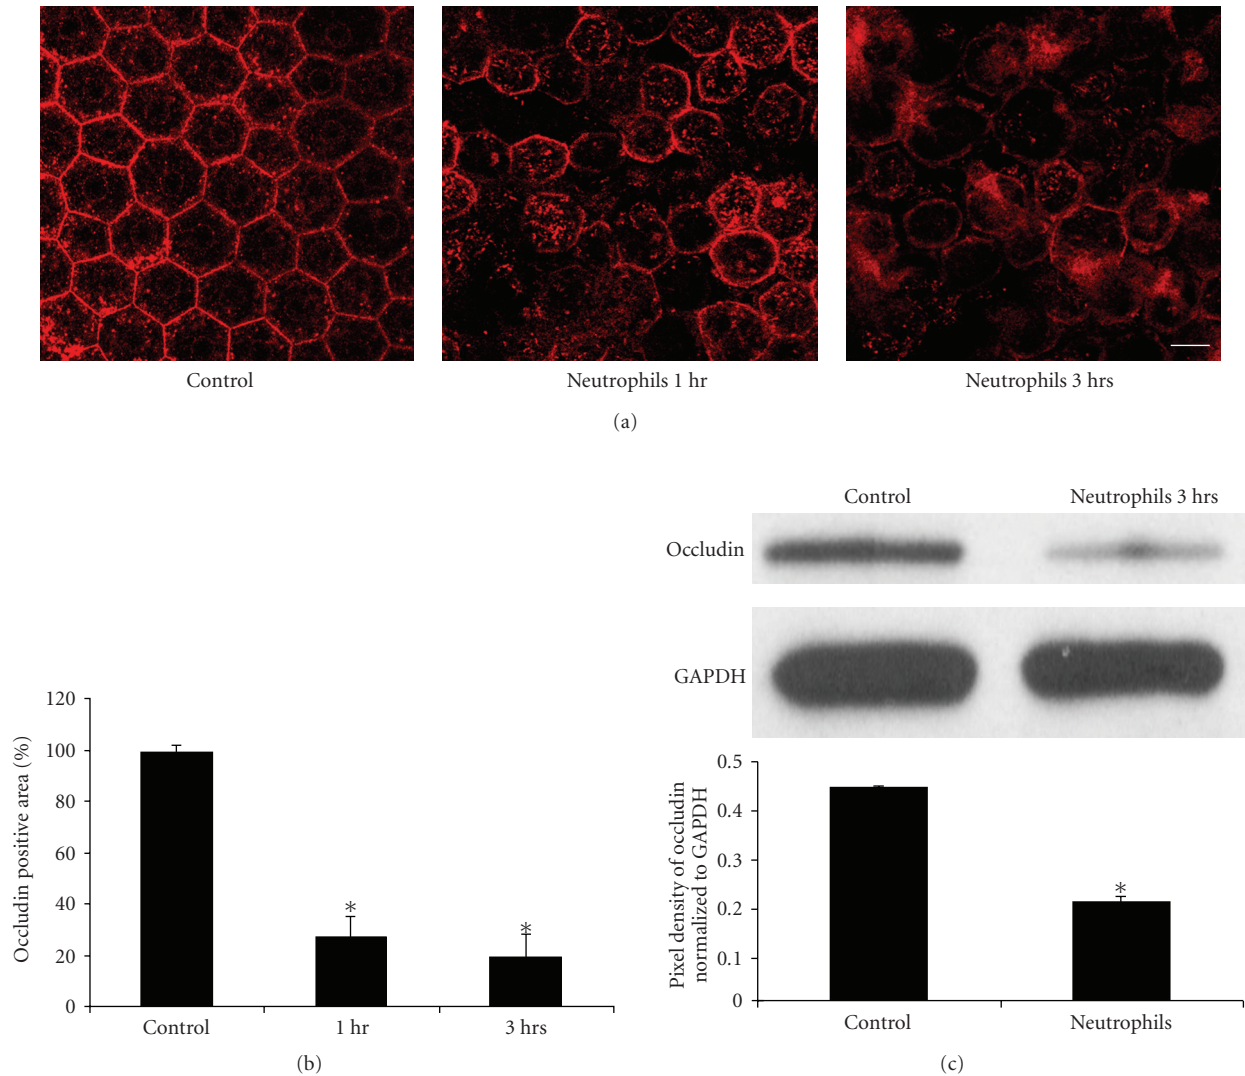 Control
Neutrophils 1 hr
Neutrophils 3 hrs
(a)
Control
Neutrophils 3 hrs
Occludin
GAPDH
120
100
80
60
40
20
0
Occludin positive area (%)
*
*
Control
1 hr
3 hrs
(b)
0.5
0.4
0.3
0.2
0.1
0
Pixel density of occludin
normalized to GAPDH
*
Control
Neutrophils
(c)